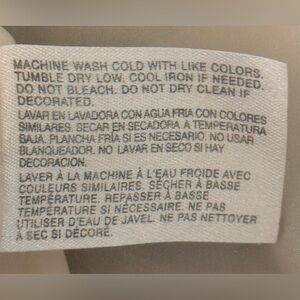 MACHINE WASH COLD WITH LIKE COLORS.
TUMBLE DRY LOW. COOL IRON IF NEEDED.
DO NOT BLEACH. DO NOT DRY CLEAN IF
DECORATED.
LAVAR EN LAVADORA CON AGUA FRIA CON COLORES
SIMILARES. SECAR EN SECADORA A TEMPERATURA
BAJA. PLANCHA FRÍA SI ES NECESARIO. NO USAR
BLANQUEADOR. NO LAVAR EN SECO SI HAY
DECORACION.
LAVER À LA MACHINE À L'EAU FROIDE AVEC
COULEURS SIMILAIRES. SÉCHER À BASSE
TEMPÉRATURE. REPASSER À BASSE
TEMPÉRATURE SI NÉCESSAIRE. NE PAS
UTILISER D'EAU DE JAVEL. NE PAS NETTOYER
À SEC SI DÉCORÉ.